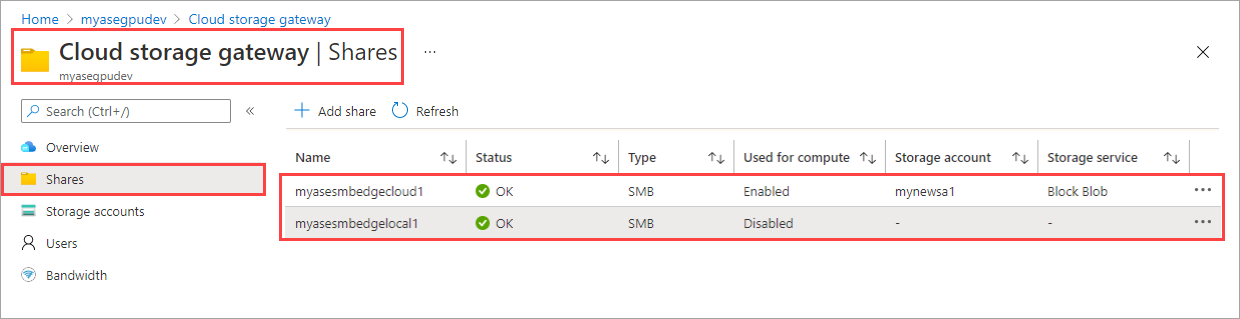 Home > myasegpudev > Cloud storage gateway
Cloud storage gateway | Shares ...
myasegpudev
Search (Ctrl+/) «
+ Add share Refresh
Overview
Shares
Storage accounts
Users
Bandwidth
Name ↑↓ Status ↑↓ Type ↑↓ Used for compute ↑↓ Storage account ↑↓ Storage service ↑↓
myasesmbedgecloud1 OK SMB Enabled mynewsa1 Block Blob ...
myasesmbedgelocal1 OK SMB Disabled - - ...